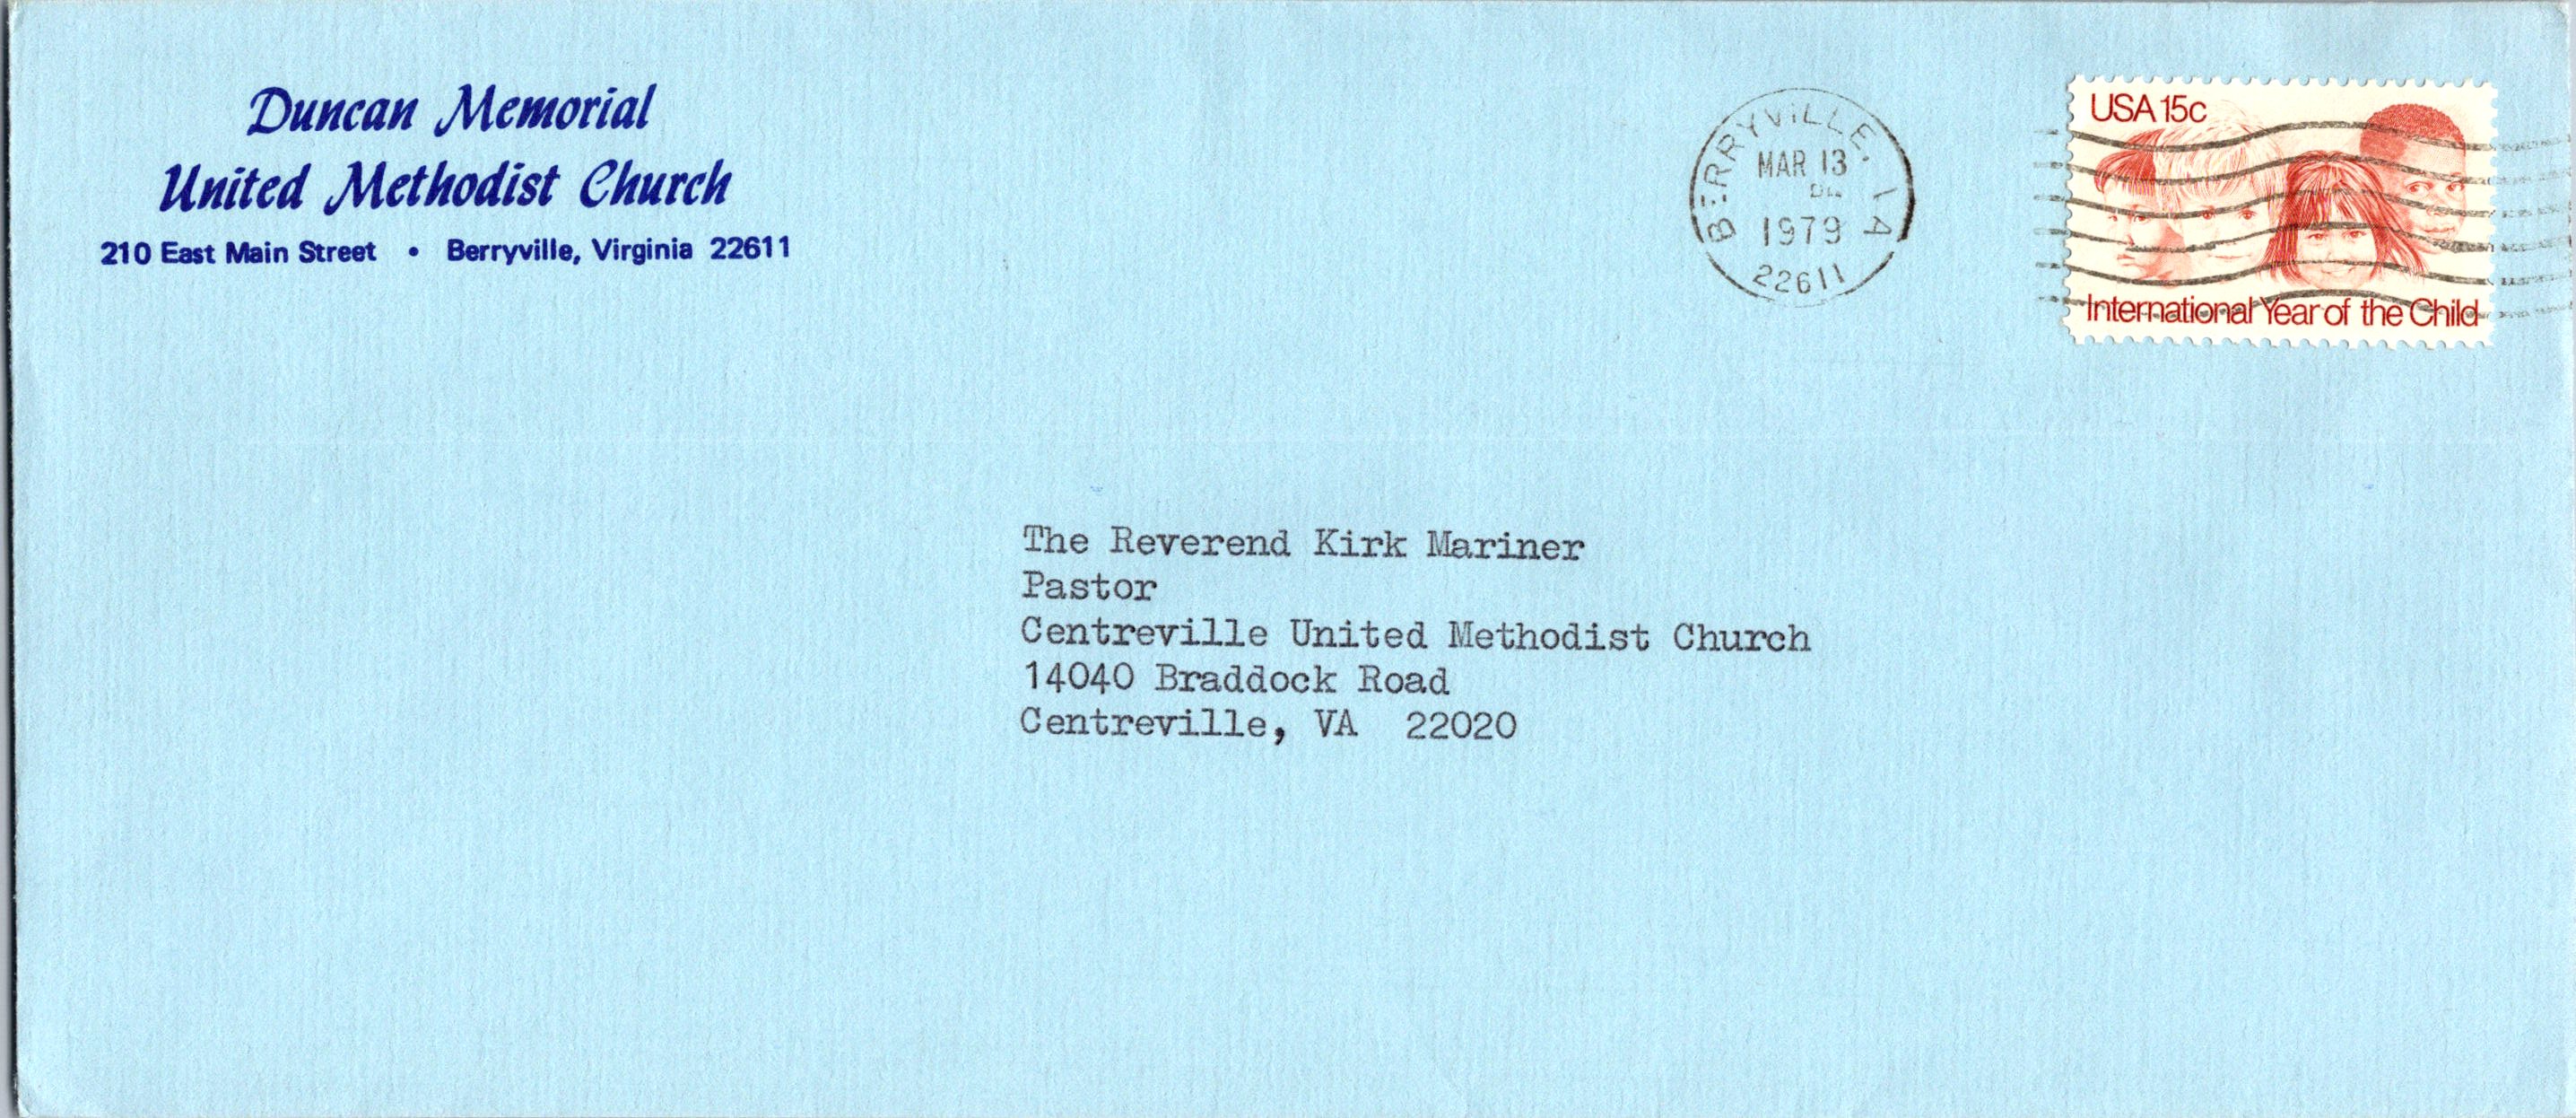 Duncan Memorial
United Methodist Church
210 East Main Street • Berryville, Virginia 22611
BERRYVILLE,
MAR 13
1979
22611
USA 15c
International Year of the Child
The Reverend Kirk Mariner
Pastor
Centreville United Methodist Church
14040 Braddock Road
Centreville, VA 22020